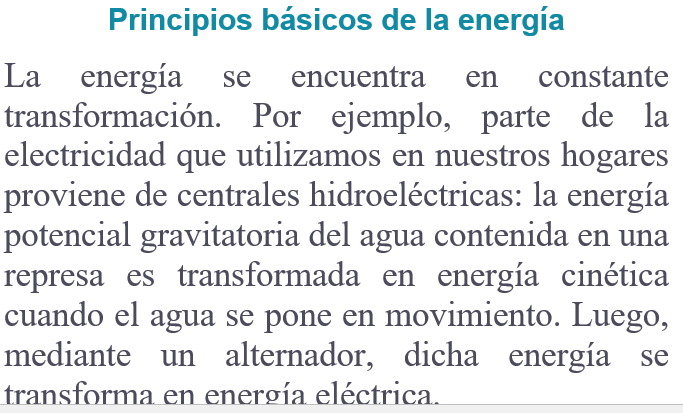 Principios básicos de la energía
La energía se encuentra en constante
transformación. Por ejemplo, parte de la
electricidad que utilizamos en nuestros hogares
proviene de centrales hidroeléctricas: la energía
potencial gravitatoria del agua contenida en una
represa es transformada en energía cinética
cuando el agua se pone en movimiento. Luego,
mediante un alternador, dicha energía se
transforma en energía eléctrica.